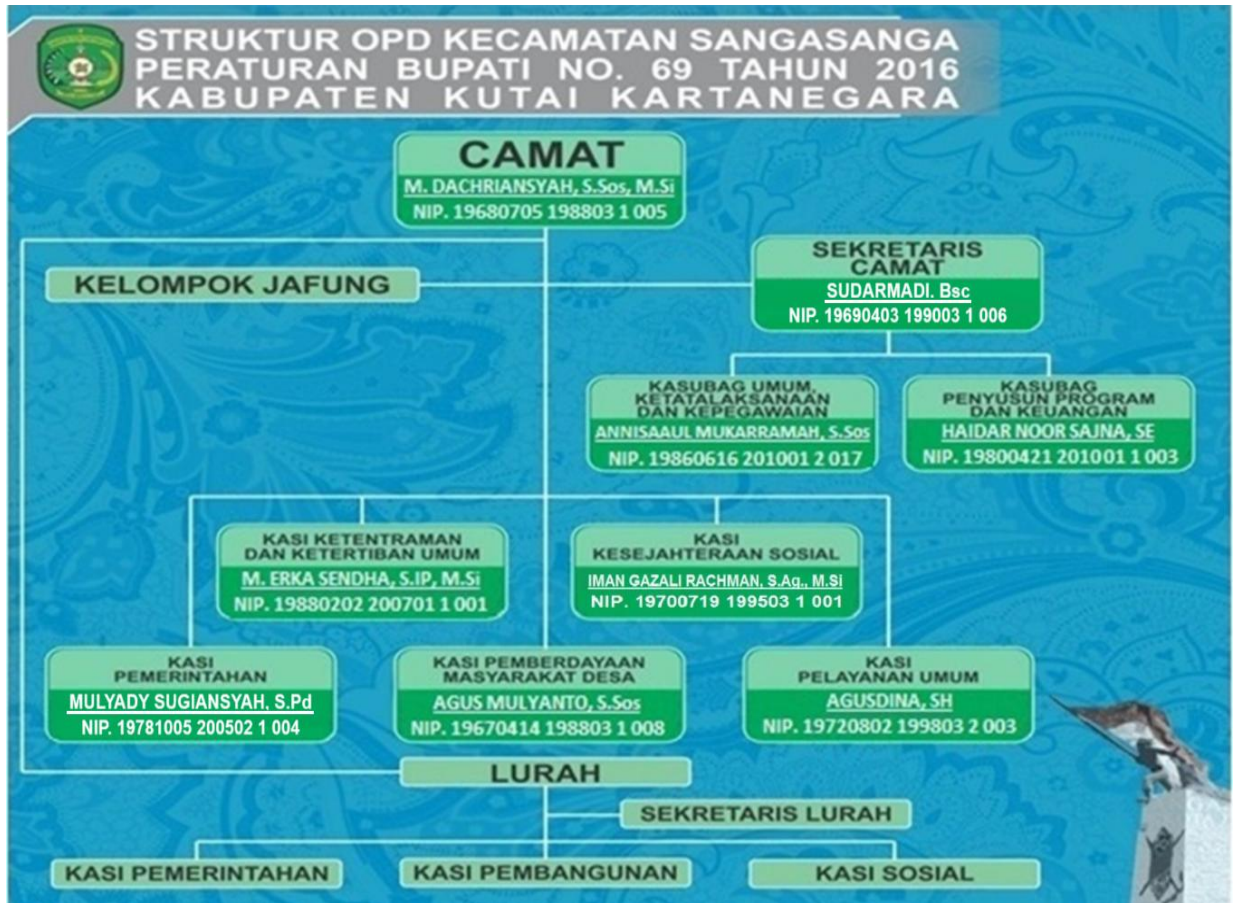 STRUKTUR OPD KECAMATAN SANGASANGA
PERATURAN BUPATI NO. 69 TAHUN 2016
KABUPATEN KUTAI KARTANEGARA
CAMAT
M. DACHRIANSYAH, S.Sos, M.Si
NIP. 19680705 198803 1 005
KELOMPOK JAFUNG
SEKRETARIS
CAMAT
SUDARMADI. Bsc
NIP. 19690403 199003 1 006
KASUBAG UMUM,
KETATALAKSANAAN
DAN KEPEGAWAIAN
ANNISAAUL MUKARRAMAH, S.Sos
NIP. 19860616 201001 2 017
KASUBAG
PENYUSUN PROGRAM
DAN KEUANGAN
HAIDAR NOOR SAJNA, SE
NIP. 19800421 201001 1 003
KASI KETENTRAMAN
DAN KETERTIBAN UMUM
M. ERKA SENDHA, S.IP, M.Si
NIP. 19880202 200701 1 001
KASI
KESEJAHTERAAN SOSIAL
IMAN GAZALI RACHMAN, S.Ag., M.Si
NIP. 19700719 199503 1 001
KASI
PEMERINTAHAN
MULYADY SUGIANSYAH, S.Pd
NIP. 19781005 200502 1 004
KASI PEMBERDAYAAN
MASYARAKAT DESA
AGUS MULYANTO, S.Sos
NIP. 19670414 198803 1 008
KASI
PELAYANAN UMUM
AGUSDINA, SH
NIP. 19720802 199803 2 003
LURAH
SEKRETARIS LURAH
KASI PEMERINTAHAN
KASI PEMBANGUNAN
KASI SOSIAL